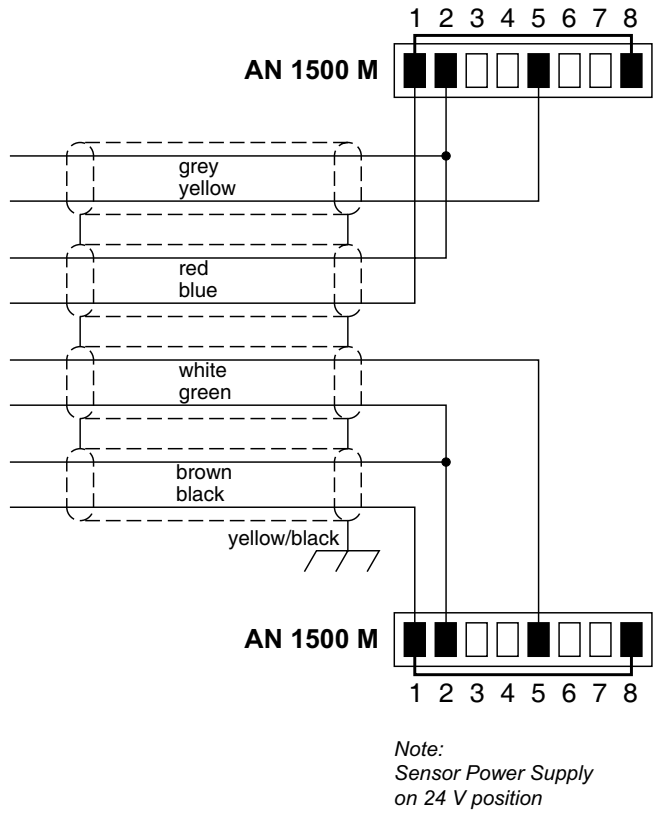 1 2 3 4 5 6 7 8
AN 1500 M
grey
yellow
red
blue
white
green
brown
black
yellow/black
AN 1500 M
1 2 3 4 5 6 7 8
Note:
Sensor Power Supply
on 24 V position